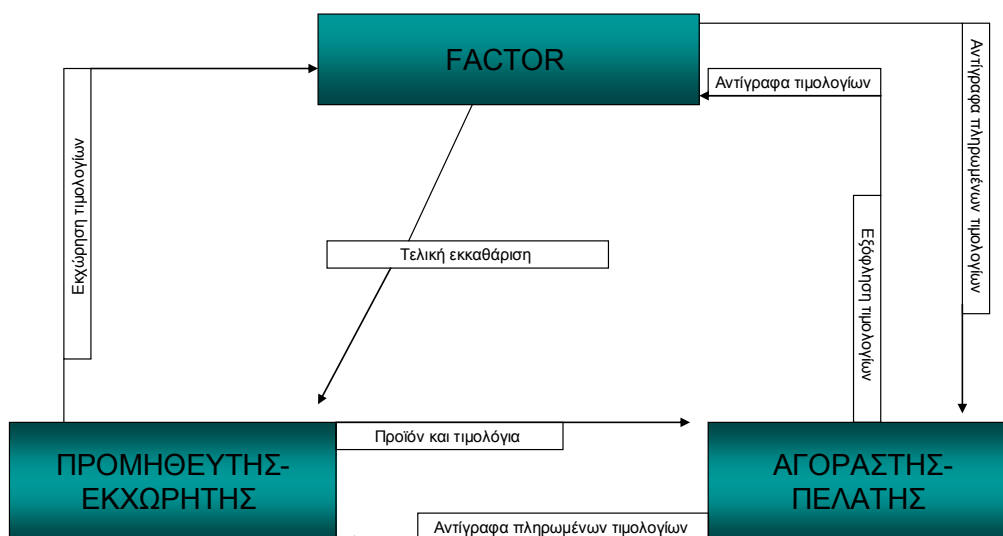 FACTOR
Αντίγραφα τιμολογίων
Αντίγραφα πληρωμένων τιμολογίων
Εκχώρηση τιμολογίων
Τελική εκκαθάριση
Εξόφληση τιμολογίων
Προϊόν και τιμολόγια
ΠΡΟΜΗΘΕΥΤΗΣ-
ΕΚΧΩΡΗΤΗΣ
ΑΓΟΡΑΣΤΗΣ-
ΠΕΛΑΤΗΣ
Αντίγραφα πληρωμένων τιμολογίων